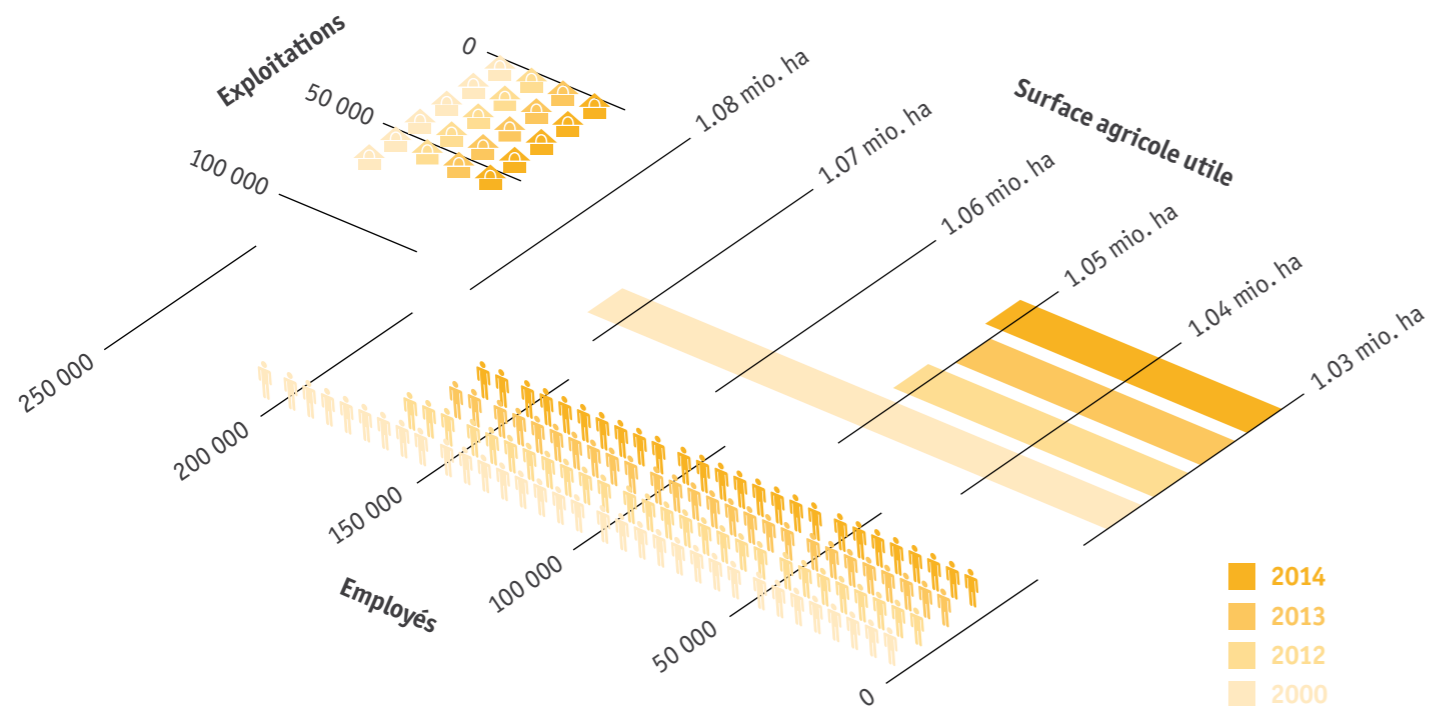 Exploitations
0
50 000
100 000
1.08 mio. ha
1.07 mio. ha
1.06 mio. ha
1.05 mio. ha
1.04 mio. ha
1.03 mio. ha
Surface agricole utile
250 000
200 000
150 000
100 000
50 000
0
Employés
2014
2013
2012
2000